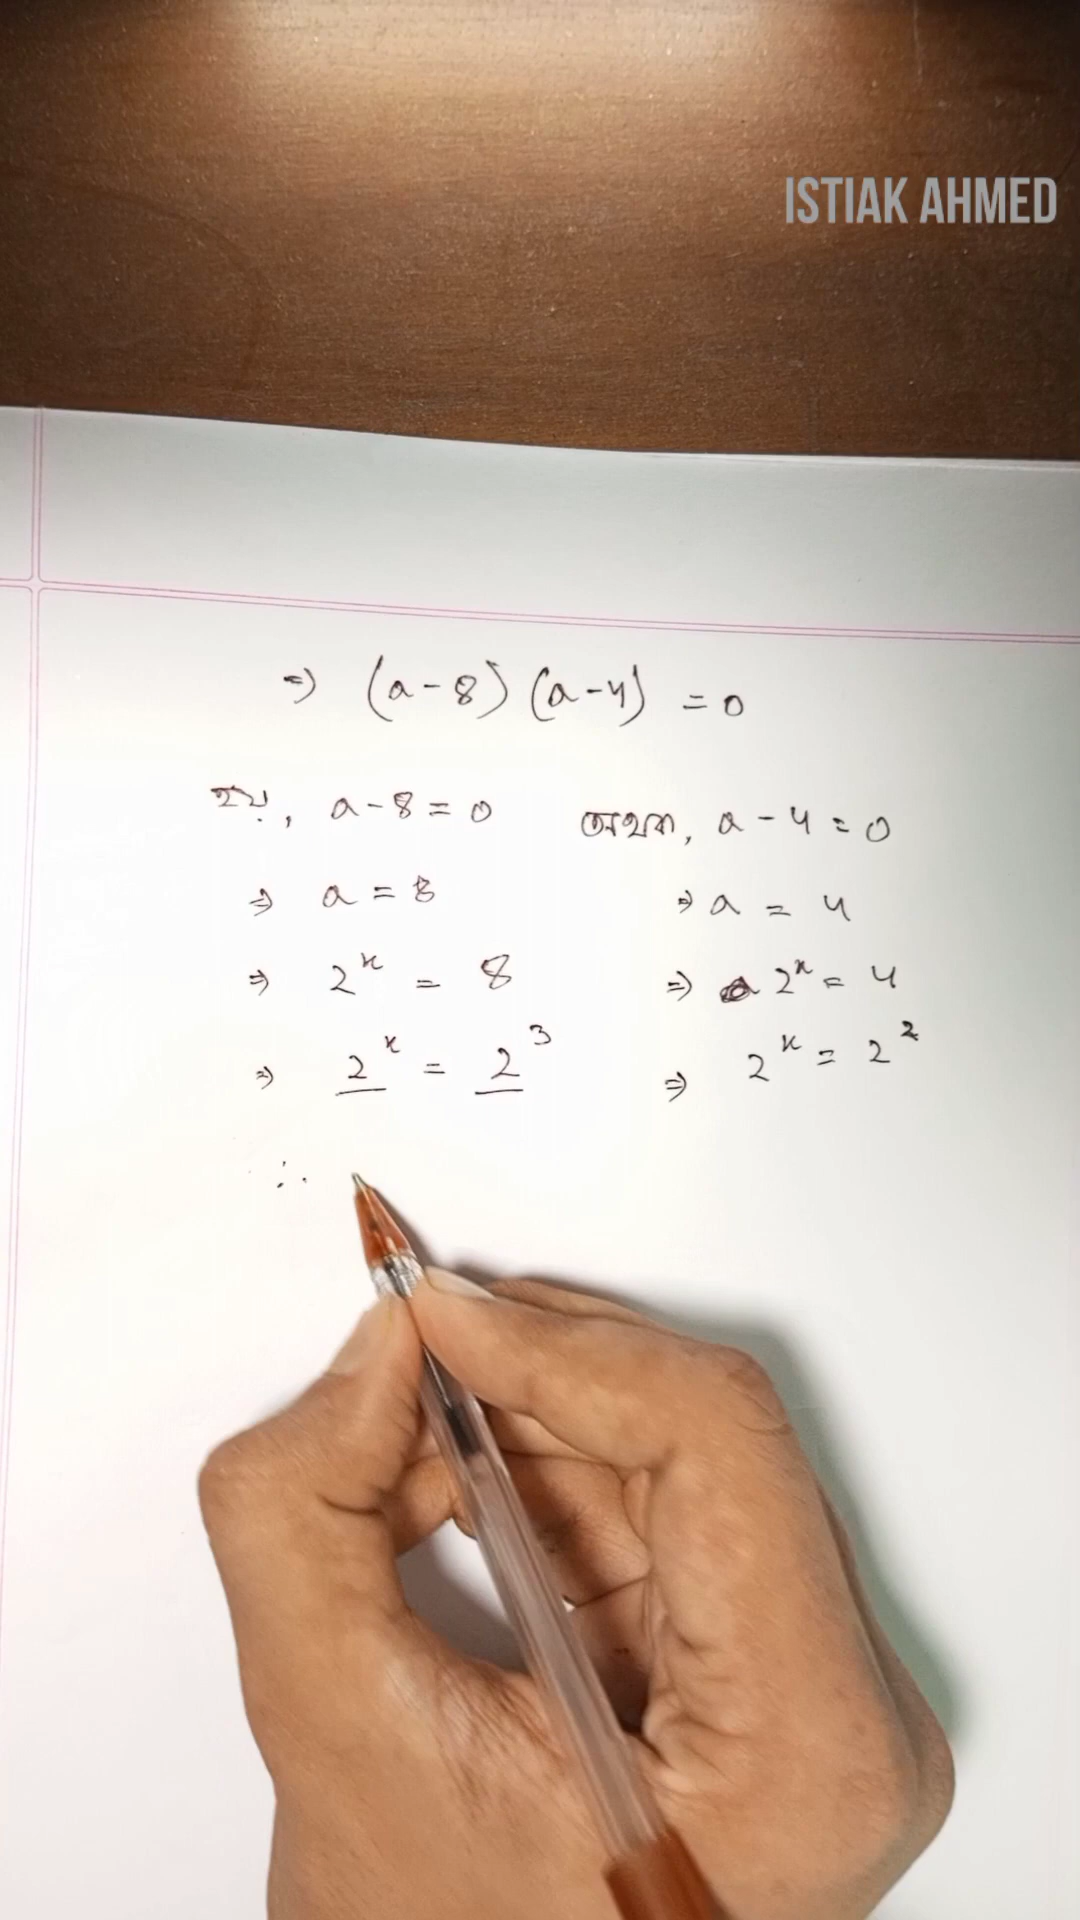 ISTIAK AHMED
⇒ (a-8) (a-4) = 0
হয়, a-8=0 অথবা, a-4=0
⇒ a = 8 ⇒ a = 4
⇒ 2^x = 8 ⇒ 2^x = 4
⇒ 2^x = 2^3 ⇒ 2^x = 2^2
∴